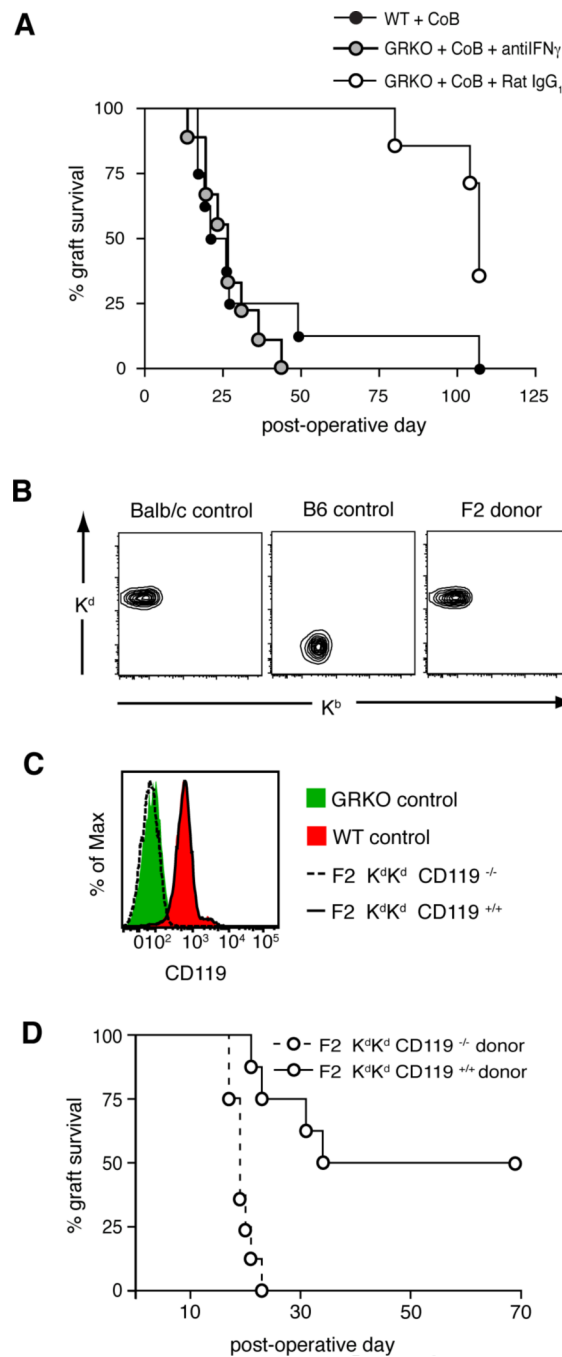 A
WT + CoB
GRKO + CoB + antiIFNγ
GRKO + CoB + Rat IgG1
100
75
50
25
0
% graft survival
0 25 50 75 100 125
post-operative day
B
Balb/c control B6 control F2 donor
Kd
Kb
C
% of Max
0 10² 10³ 10⁴ 10⁵
CD119
GRKO control
WT control
F2 KdKd CD119 -/-
F2 KdKd CD119 +/+
D
F2 KdKd CD119 -/- donor
F2 KdKd CD119 +/+ donor
100
75
50
25
0
% graft survival
10 30 50 70
post-operative day